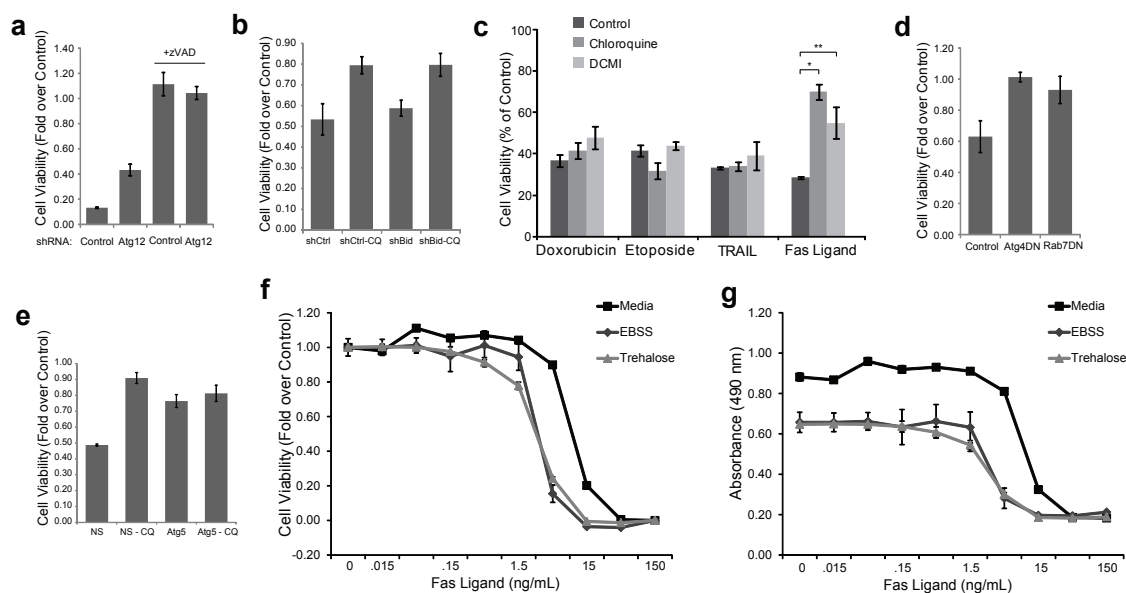 a
Cell Viability (Fold over Control)
1.40
1.20
1.00
0.80
0.60
0.40
0.20
0.00
+zVAD
shRNA: Control Atg12 Control Atg12
b
Cell Viability (Fold over Control)
0.90
0.80
0.70
0.60
0.50
0.40
0.30
0.20
0.10
0.00
shCtrl shCtrl-CQ shBid shBid-CQ
c
Cell Viability (% of Control)
100
80
60
40
20
0
Control
Chloroquine
DCMI
**
*
Doxorubicin Etoposide TRAIL Fas Ligand
d
Cell Viability (Fold over Control)
1.20
1.00
0.80
0.60
0.40
0.20
0.00
Control Atg4DN Rab7DN
e
Cell Viability (Fold over Control)
1.00
0.90
0.80
0.70
0.60
0.50
0.40
0.30
0.20
0.10
0.00
NS NS - CQ Atg5 Atg5 - CQ
f
Cell Viability (Fold over Control)
1.20
1.00
0.80
0.60
0.40
0.20
0.00
-0.20
Media
EBSS
Trehalose
0 .015 .15 1.5 15 150
Fas Ligand (ng/mL)
g
Absorbance (490 nm)
1.20
1.00
0.80
0.60
0.40
0.20
0.00
Media
EBSS
Trehalose
0 .015 .15 1.5 15 150
Fas Ligand (ng/mL)